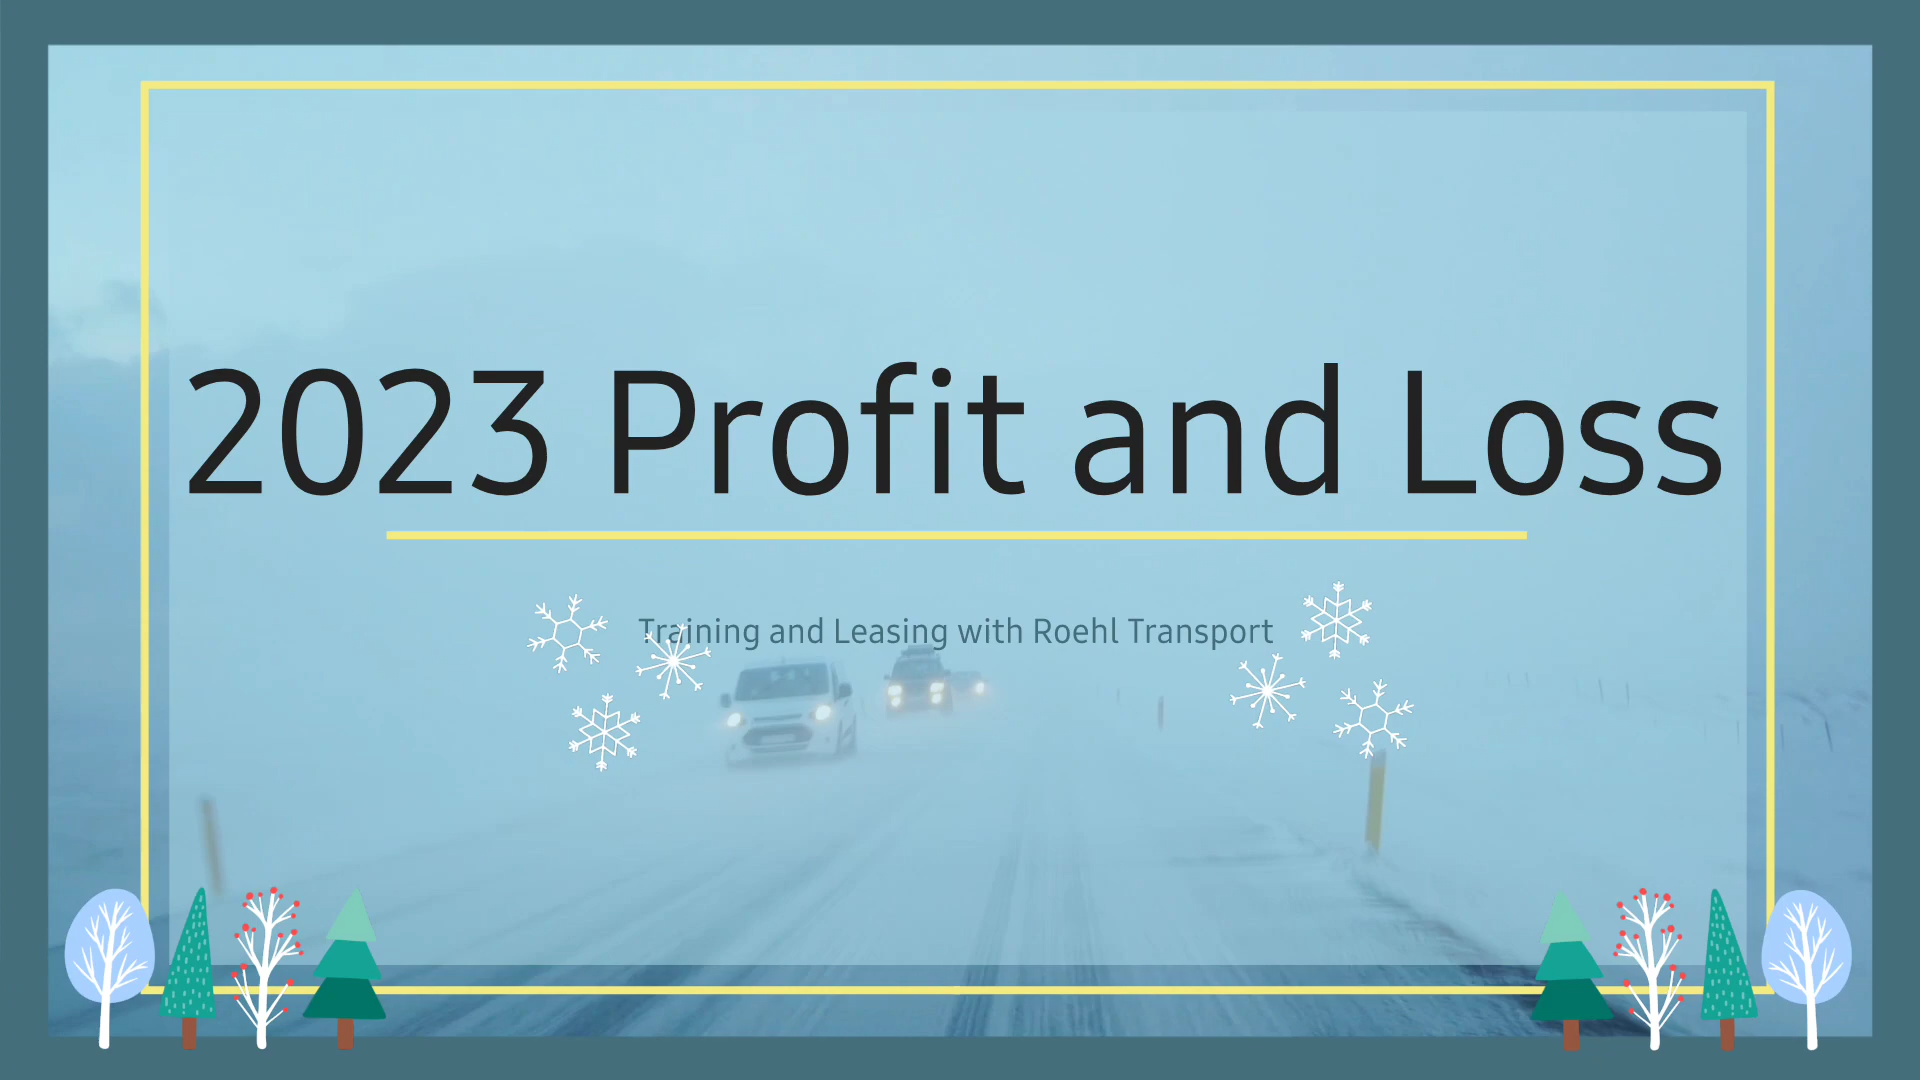 2023 Profit and Loss
Training and Leasing with Roehl Transport